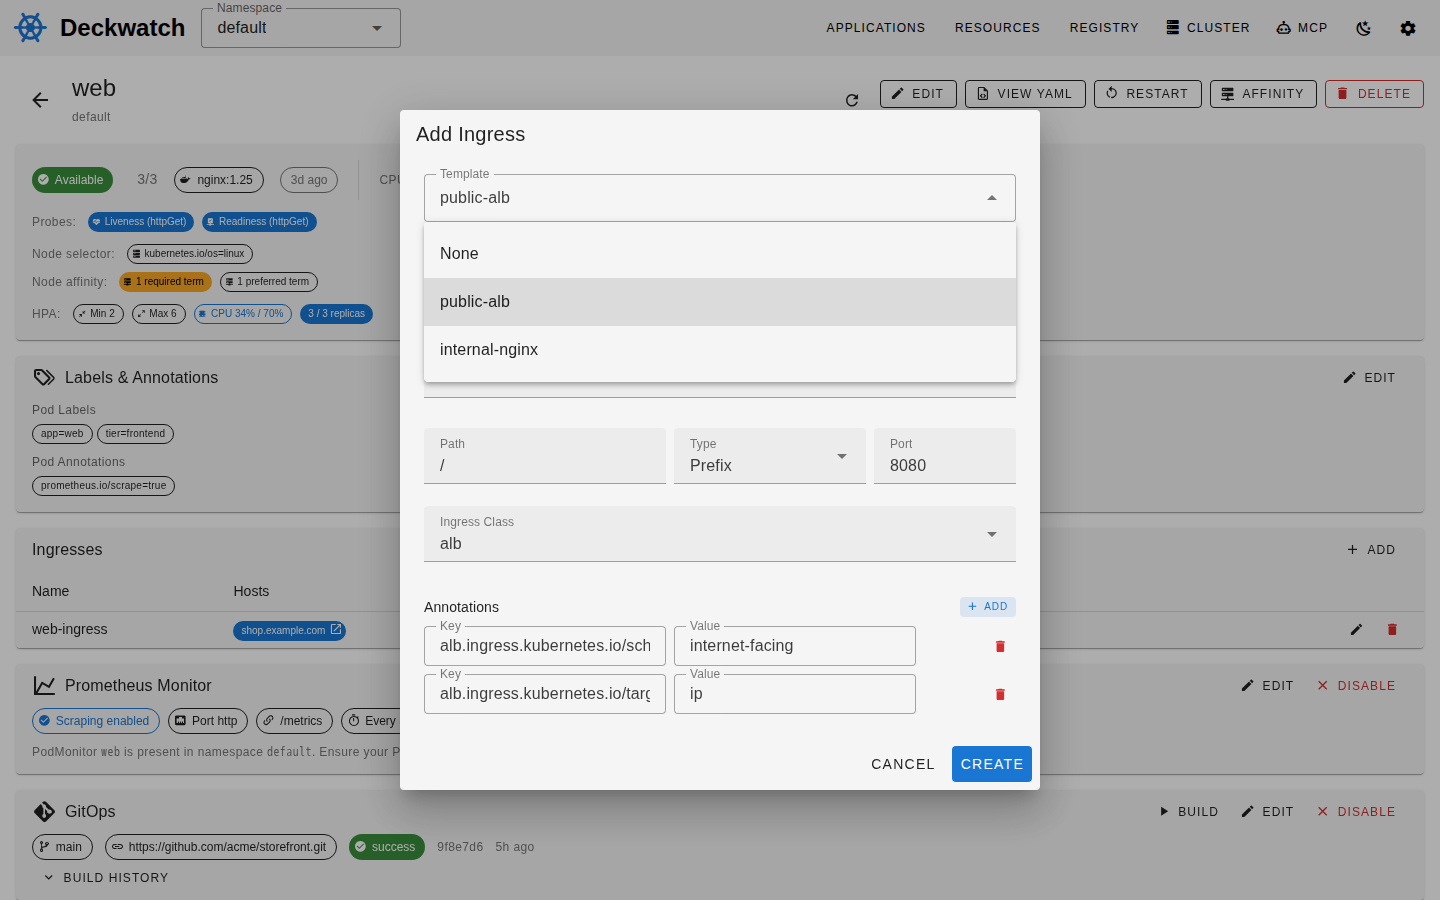 Deckwatch
Namespace
default
APPLICATIONS
RESOURCES
REGISTRY
CLUSTER
MCP
web
default
EDIT
VIEW YAML
RESTART
AFFINITY
DELETE
Available
3/3
nginx:1.25
3d ago
Probes:
Liveness (httpGet)
Readiness (httpGet)
Node selector:
kubernetes.io/os=linux
Node affinity:
1 required term
1 preferred term
HPA:
Min 2
Max 6
CPU 34% / 70%
3 / 3 replicas
Labels & Annotations
EDIT
Pod Labels
app=web
tier=frontend
Pod Annotations
prometheus.io/scrape=true
Ingresses
ADD
Name
Hosts
web-ingress
shop.example.com
Prometheus Monitor
EDIT
DISABLE
Scraping enabled
Port http
/metrics
Every
PodMonitor web is present in namespace default. Ensure your
GitOps
BUILD
EDIT
DISABLE
main
https://github.com/acme/storefront.git
success
9f8e7d6
5h ago
BUILD HISTORY
Add Ingress
Template
public-alb
None
public-alb
internal-nginx
Path
/
Type
Prefix
Port
8080
Ingress Class
alb
Annotations
ADD
Key
alb.ingress.kubernetes.io/sch
Value
internet-facing
Key
alb.ingress.kubernetes.io/targ
Value
ip
CANCEL
CREATE